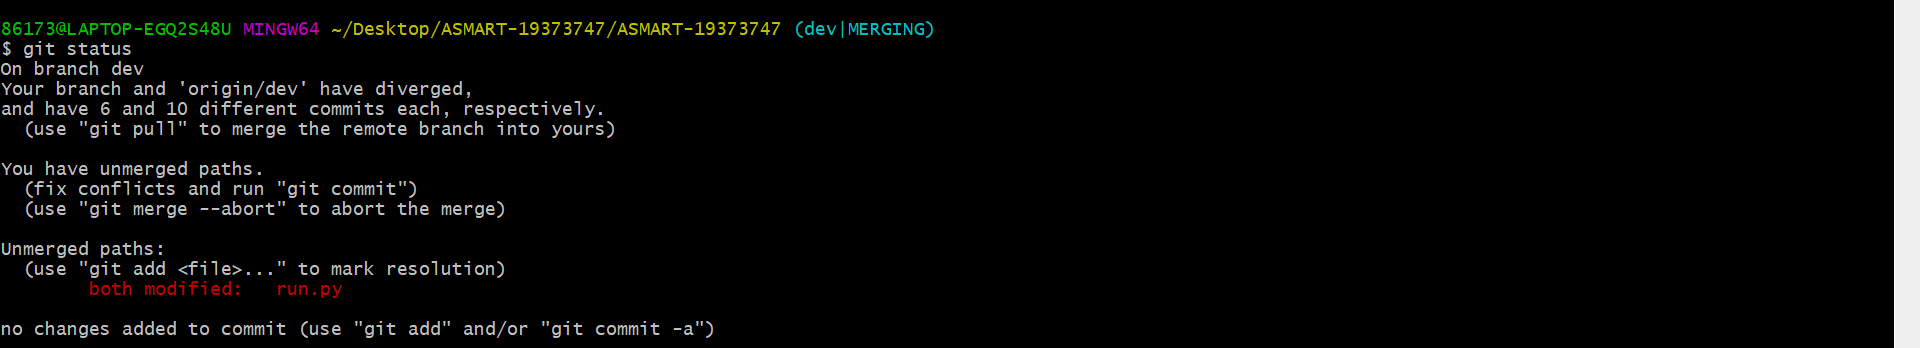 86173@LAPTOP-EGQ2S48U MINGW64 ~/Desktop/ASMART-19373747/ASMART-19373747 (dev|MERGING)
$ git status
On branch dev
Your branch and 'origin/dev' have diverged,
and have 6 and 10 different commits each, respectively.
  (use "git pull" to merge the remote branch into yours)

You have unmerged paths.
  (fix conflicts and run "git commit")
  (use "git merge --abort" to abort the merge)

Unmerged paths:
  (use "git add <file>..." to mark resolution)
        both modified:   run.py

no changes added to commit (use "git add" and/or "git commit -a")